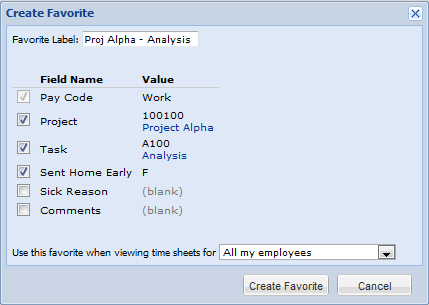 Create Favorite
Favorite Label: Proj Alpha - Analysis
Field Name Value
Pay Code Work
Project 100100
Project Alpha
Task A100
Analysis
Sent Home Early F
Sick Reason (blank)
Comments (blank)
Use this favorite when viewing time sheets for All my employees
Create Favorite Cancel